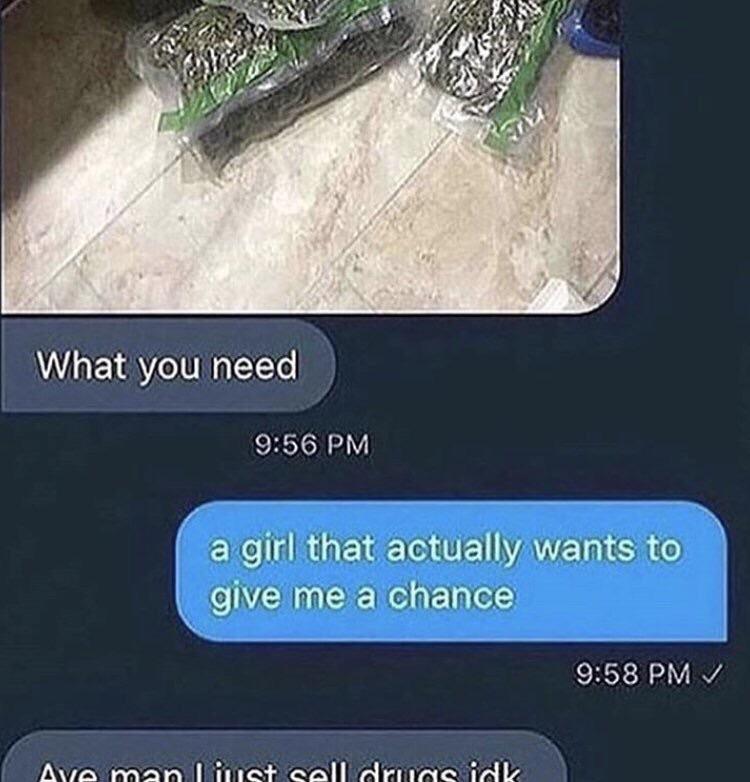 What you need
9:56 PM
a girl that actually wants to
give me a chance
9:58 PM ✓
Aye man I just sell drugs idk